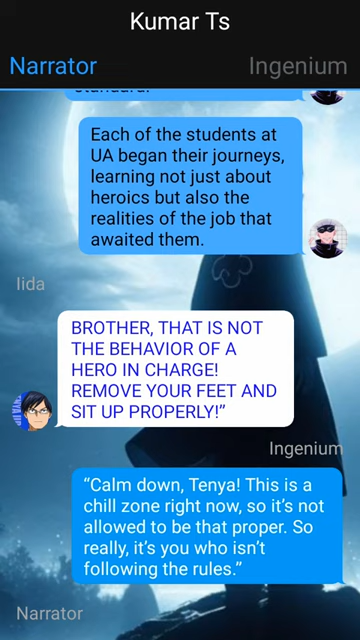 Kumar Ts
Narrator
Ingenium
standard.
Each of the students at
UA began their journeys,
learning not just about
heroics but also the
realities of the job that
awaited them.
Iida
BROTHER, THAT IS NOT
THE BEHAVIOR OF A
HERO IN CHARGE!
REMOVE YOUR FEET AND
SIT UP PROPERLY!”
Ingenium
“Calm down, Tenya! This is a
chill zone right now, so it’s not
allowed to be that proper. So
really, it’s you who isn’t
following the rules.”
Narrator